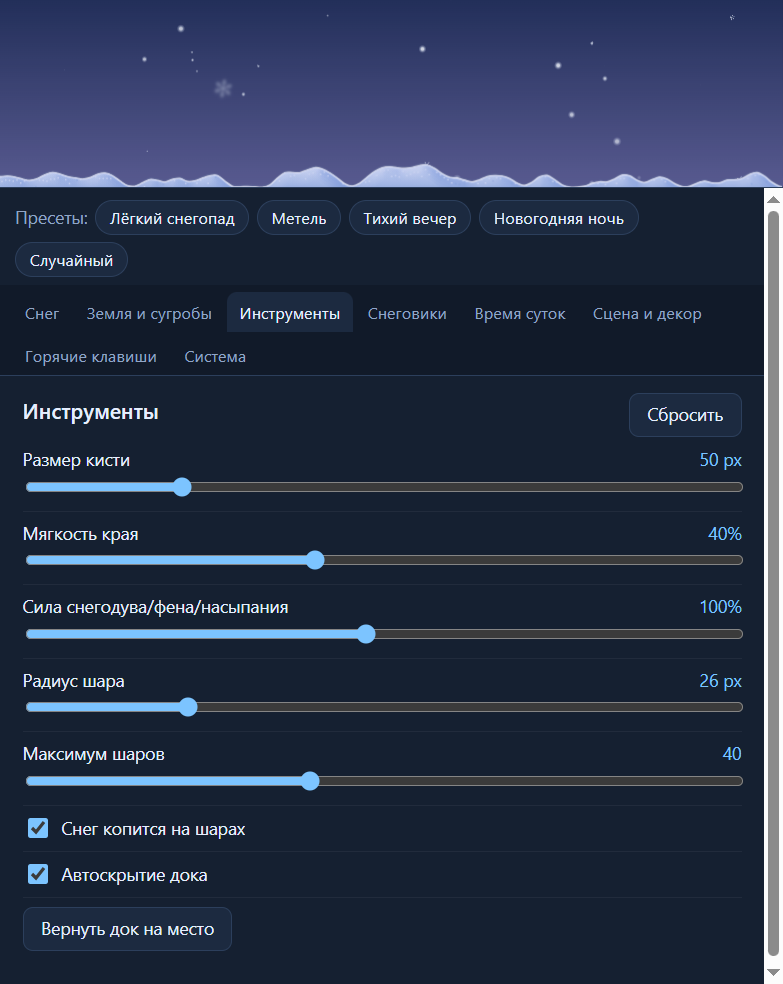 Пресеты: Лёгкий снегопад Метель Тихий вечер Новогодняя ночь
Случайный
Снег Земля и сугробы Инструменты Снеговики Время суток Сцена и декор
Горячие клавиши Система
Инструменты Сбросить
Размер кисти 50 px
Мягкость края 40%
Сила снегодува/фена/насыпания 100%
Радиус шара 26 px
Максимум шаров 40
Снег копится на шарах
Автоскрытие дока
Вернуть док на место